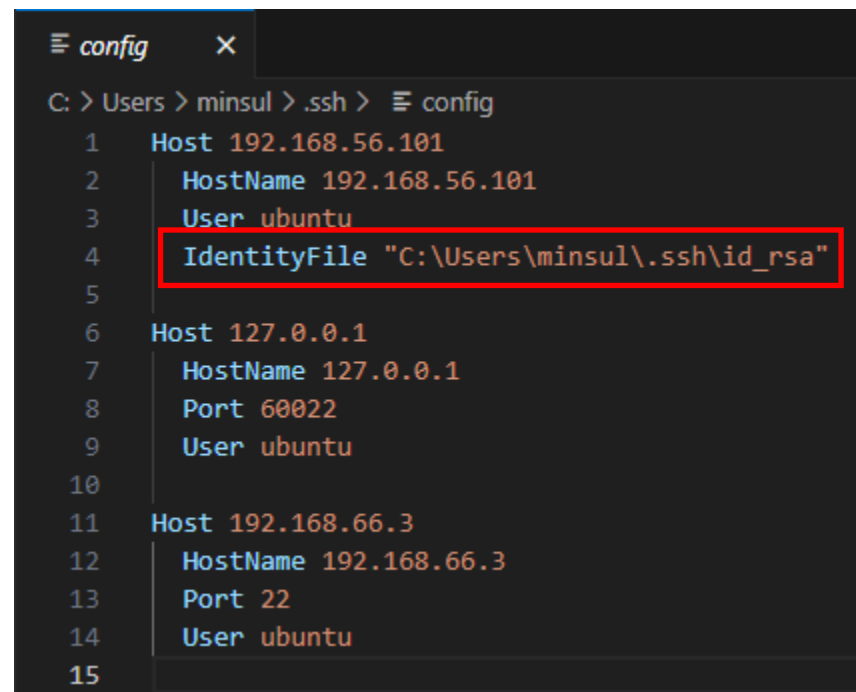 config
C: > Users > minsul > .ssh > config
1 Host 192.168.56.101
2 HostName 192.168.56.101
3 User ubuntu
4 IdentityFile "C:\Users\minsul\.ssh\id_rsa"
5
6 Host 127.0.0.1
7 HostName 127.0.0.1
8 Port 60022
9 User ubuntu
10
11 Host 192.168.66.3
12 HostName 192.168.66.3
13 Port 22
14 User ubuntu
15